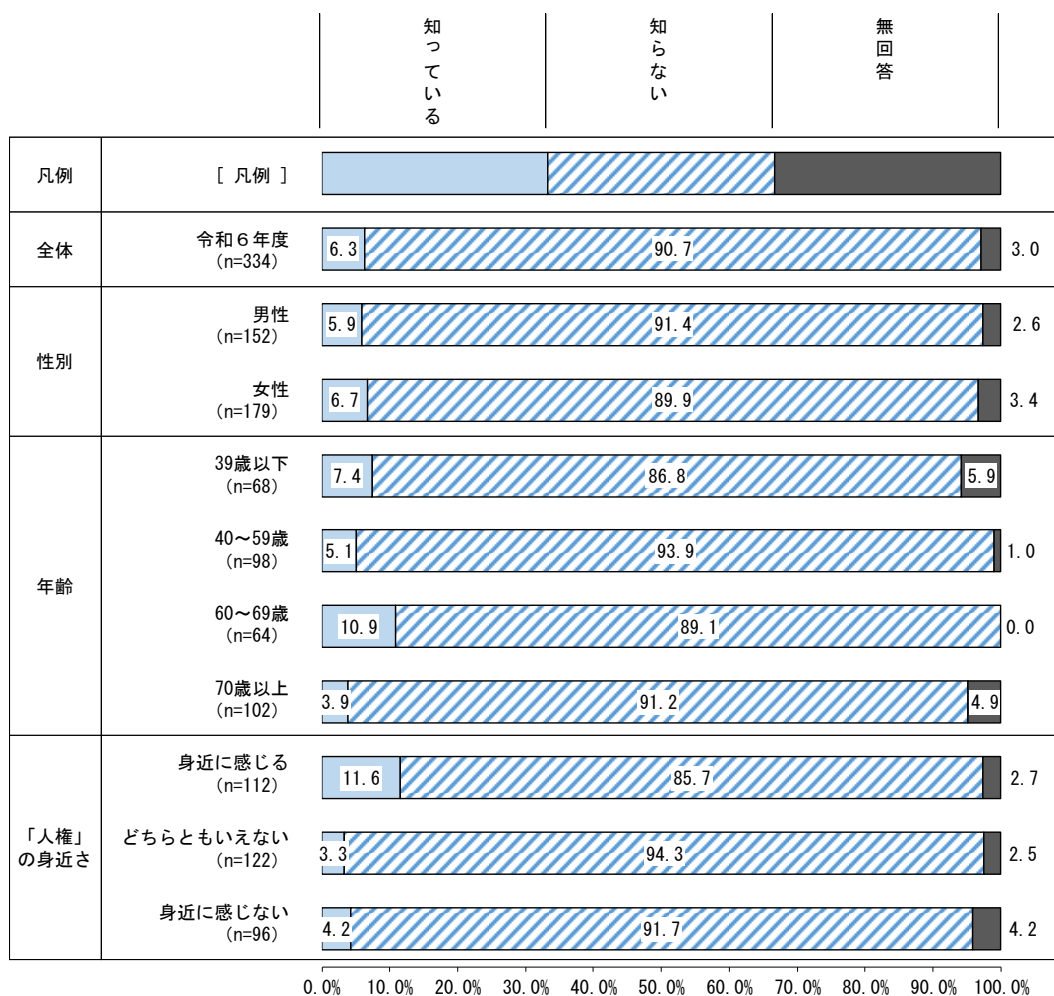 知っている
知らない
無回答
凡例
[ 凡例 ]
全体
令和６年度
(n=334)
6.3
90.7
3.0
性別
男性
(n=152)
5.9
91.4
2.6
女性
(n=179)
6.7
89.9
3.4
年齢
39歳以下
(n=68)
7.4
86.8
5.9
40～59歳
(n=98)
5.1
93.9
1.0
60～69歳
(n=64)
10.9
89.1
0.0
70歳以上
(n=102)
3.9
91.2
4.9
「人権」
の身近さ
身近に感じる
(n=112)
11.6
85.7
2.7
どちらともいえない
(n=122)
3.3
94.3
2.5
身近に感じない
(n=96)
4.2
91.7
4.2
0.0% 10.0% 20.0% 30.0% 40.0% 50.0% 60.0% 70.0% 80.0% 90.0% 100.0%